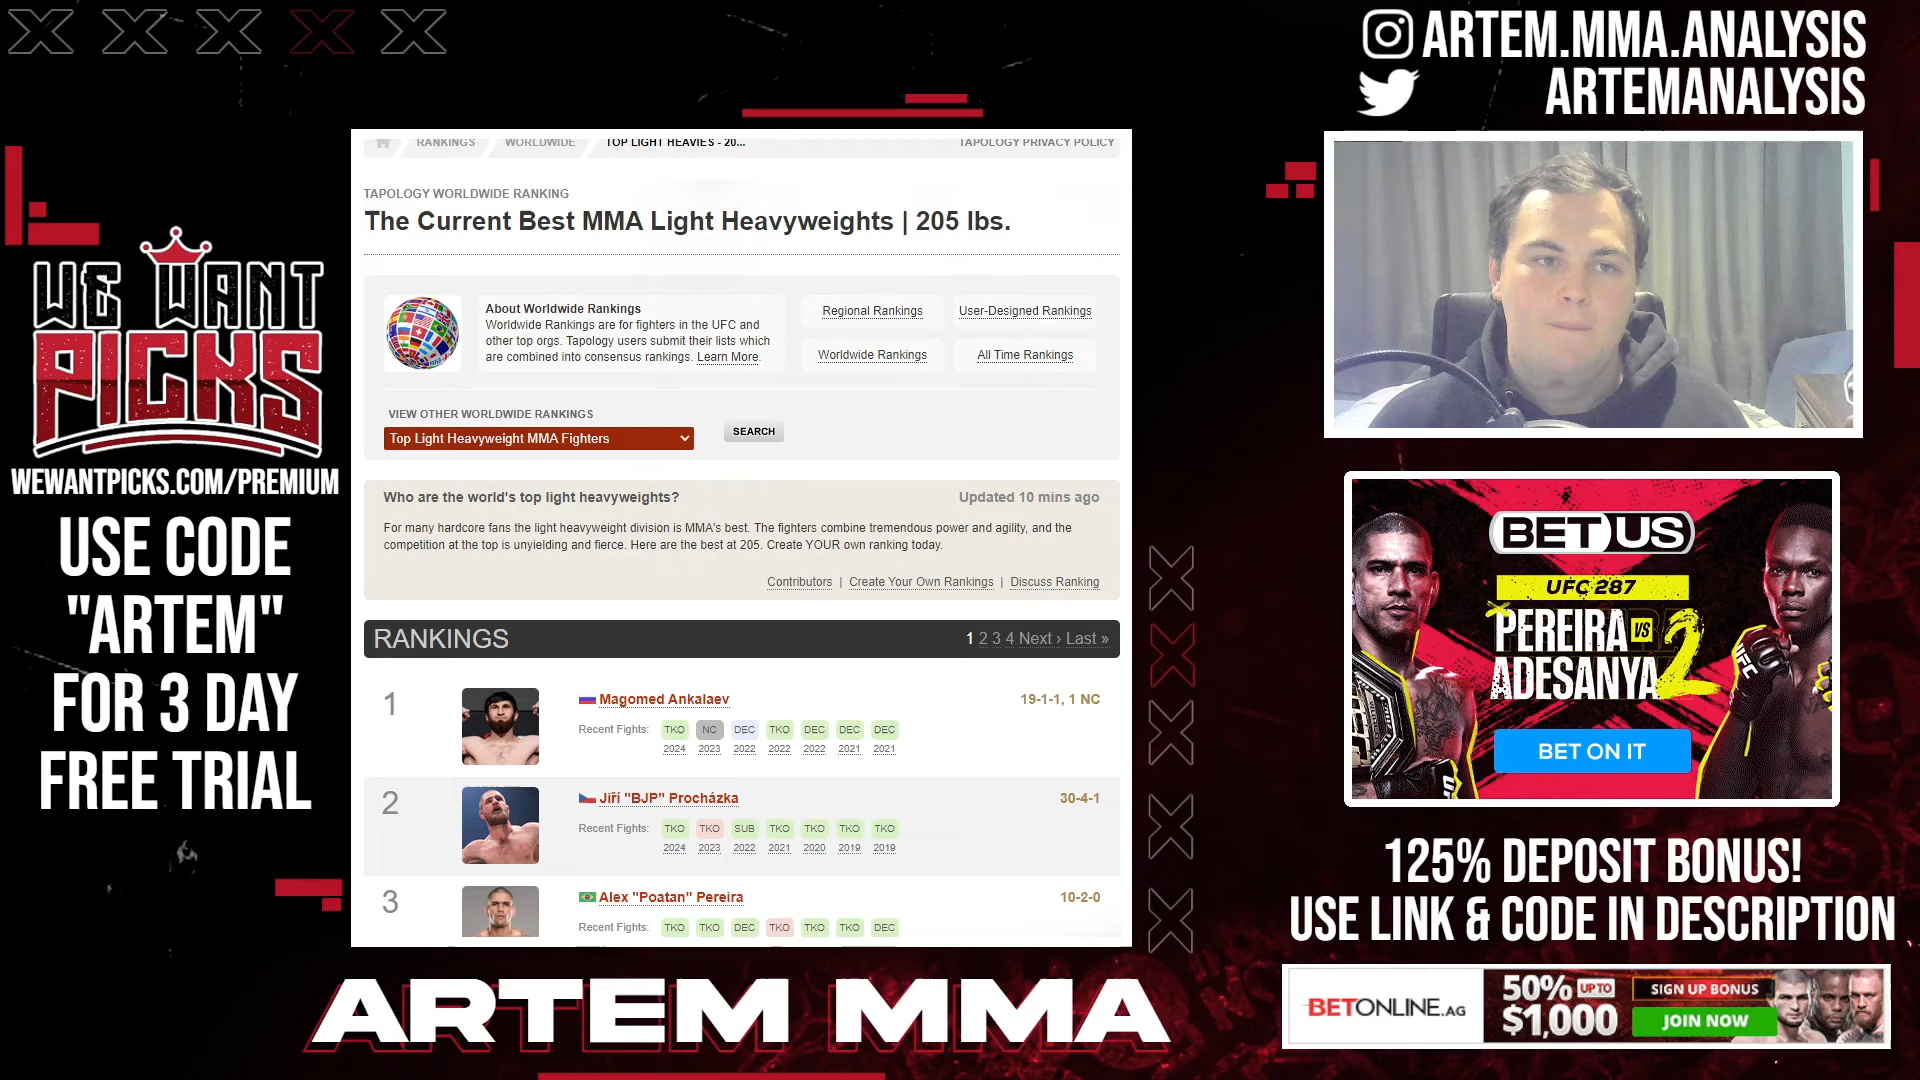 ARTEM.MMA.ANALYSIS
ARTEMANALYSIS
WE WANT
PICKS
WEWANTPICKS.COM/PREMIUM
USE CODE
"ARTEM"
FOR 3 DAY
FREE TRIAL
RANKINGS WORLDWIDE TOP LIGHT HEAVIES - 20... TAPOLOGY PRIVACY POLICY
TAPOLOGY WORLDWIDE RANKING
The Current Best MMA Light Heavyweights | 205 lbs.
About Worldwide Rankings
Worldwide Rankings are for fighters in the UFC and
other top orgs. Tapology users submit their lists which
are combined into consensus rankings. Learn More.
Regional Rankings User-Designed Rankings
Worldwide Rankings All Time Rankings
VIEW OTHER WORLDWIDE RANKINGS
Top Light Heavyweight MMA Fighters SEARCH
Who are the world's top light heavyweights? Updated 10 mins ago
For many hardcore fans the light heavyweight division is MMA's best. The fighters combine tremendous power and agility, and the
competition at the top is unyielding and fierce. Here are the best at 205. Create YOUR own ranking today.
Contributors | Create Your Own Rankings | Discuss Ranking
RANKINGS 1 2 3 4 Next › Last »
1 Magomed Ankalaev 19-1-1, 1 NC
Recent Fights: TKO NC DEC TKO DEC DEC DEC
2024 2023 2022 2022 2022 2021 2021
2 Jiří "BJP" Procházka 30-4-1
Recent Fights: TKO TKO SUB TKO TKO TKO TKO
2024 2023 2022 2021 2020 2019 2019
3 Alex "Poatan" Pereira 10-2-0
Recent Fights: TKO TKO DEC TKO TKO TKO DEC
ARTEM MMA
BETUS
UFC 287
PEREIRA VS
ADESANYA 2
UFC
BET ON IT
125% DEPOSIT BONUS!
USE LINK & CODE IN DESCRIPTION
BETONLINE.AG
50% UP TO
$1,000
SIGN UP BONUS
JOIN NOW